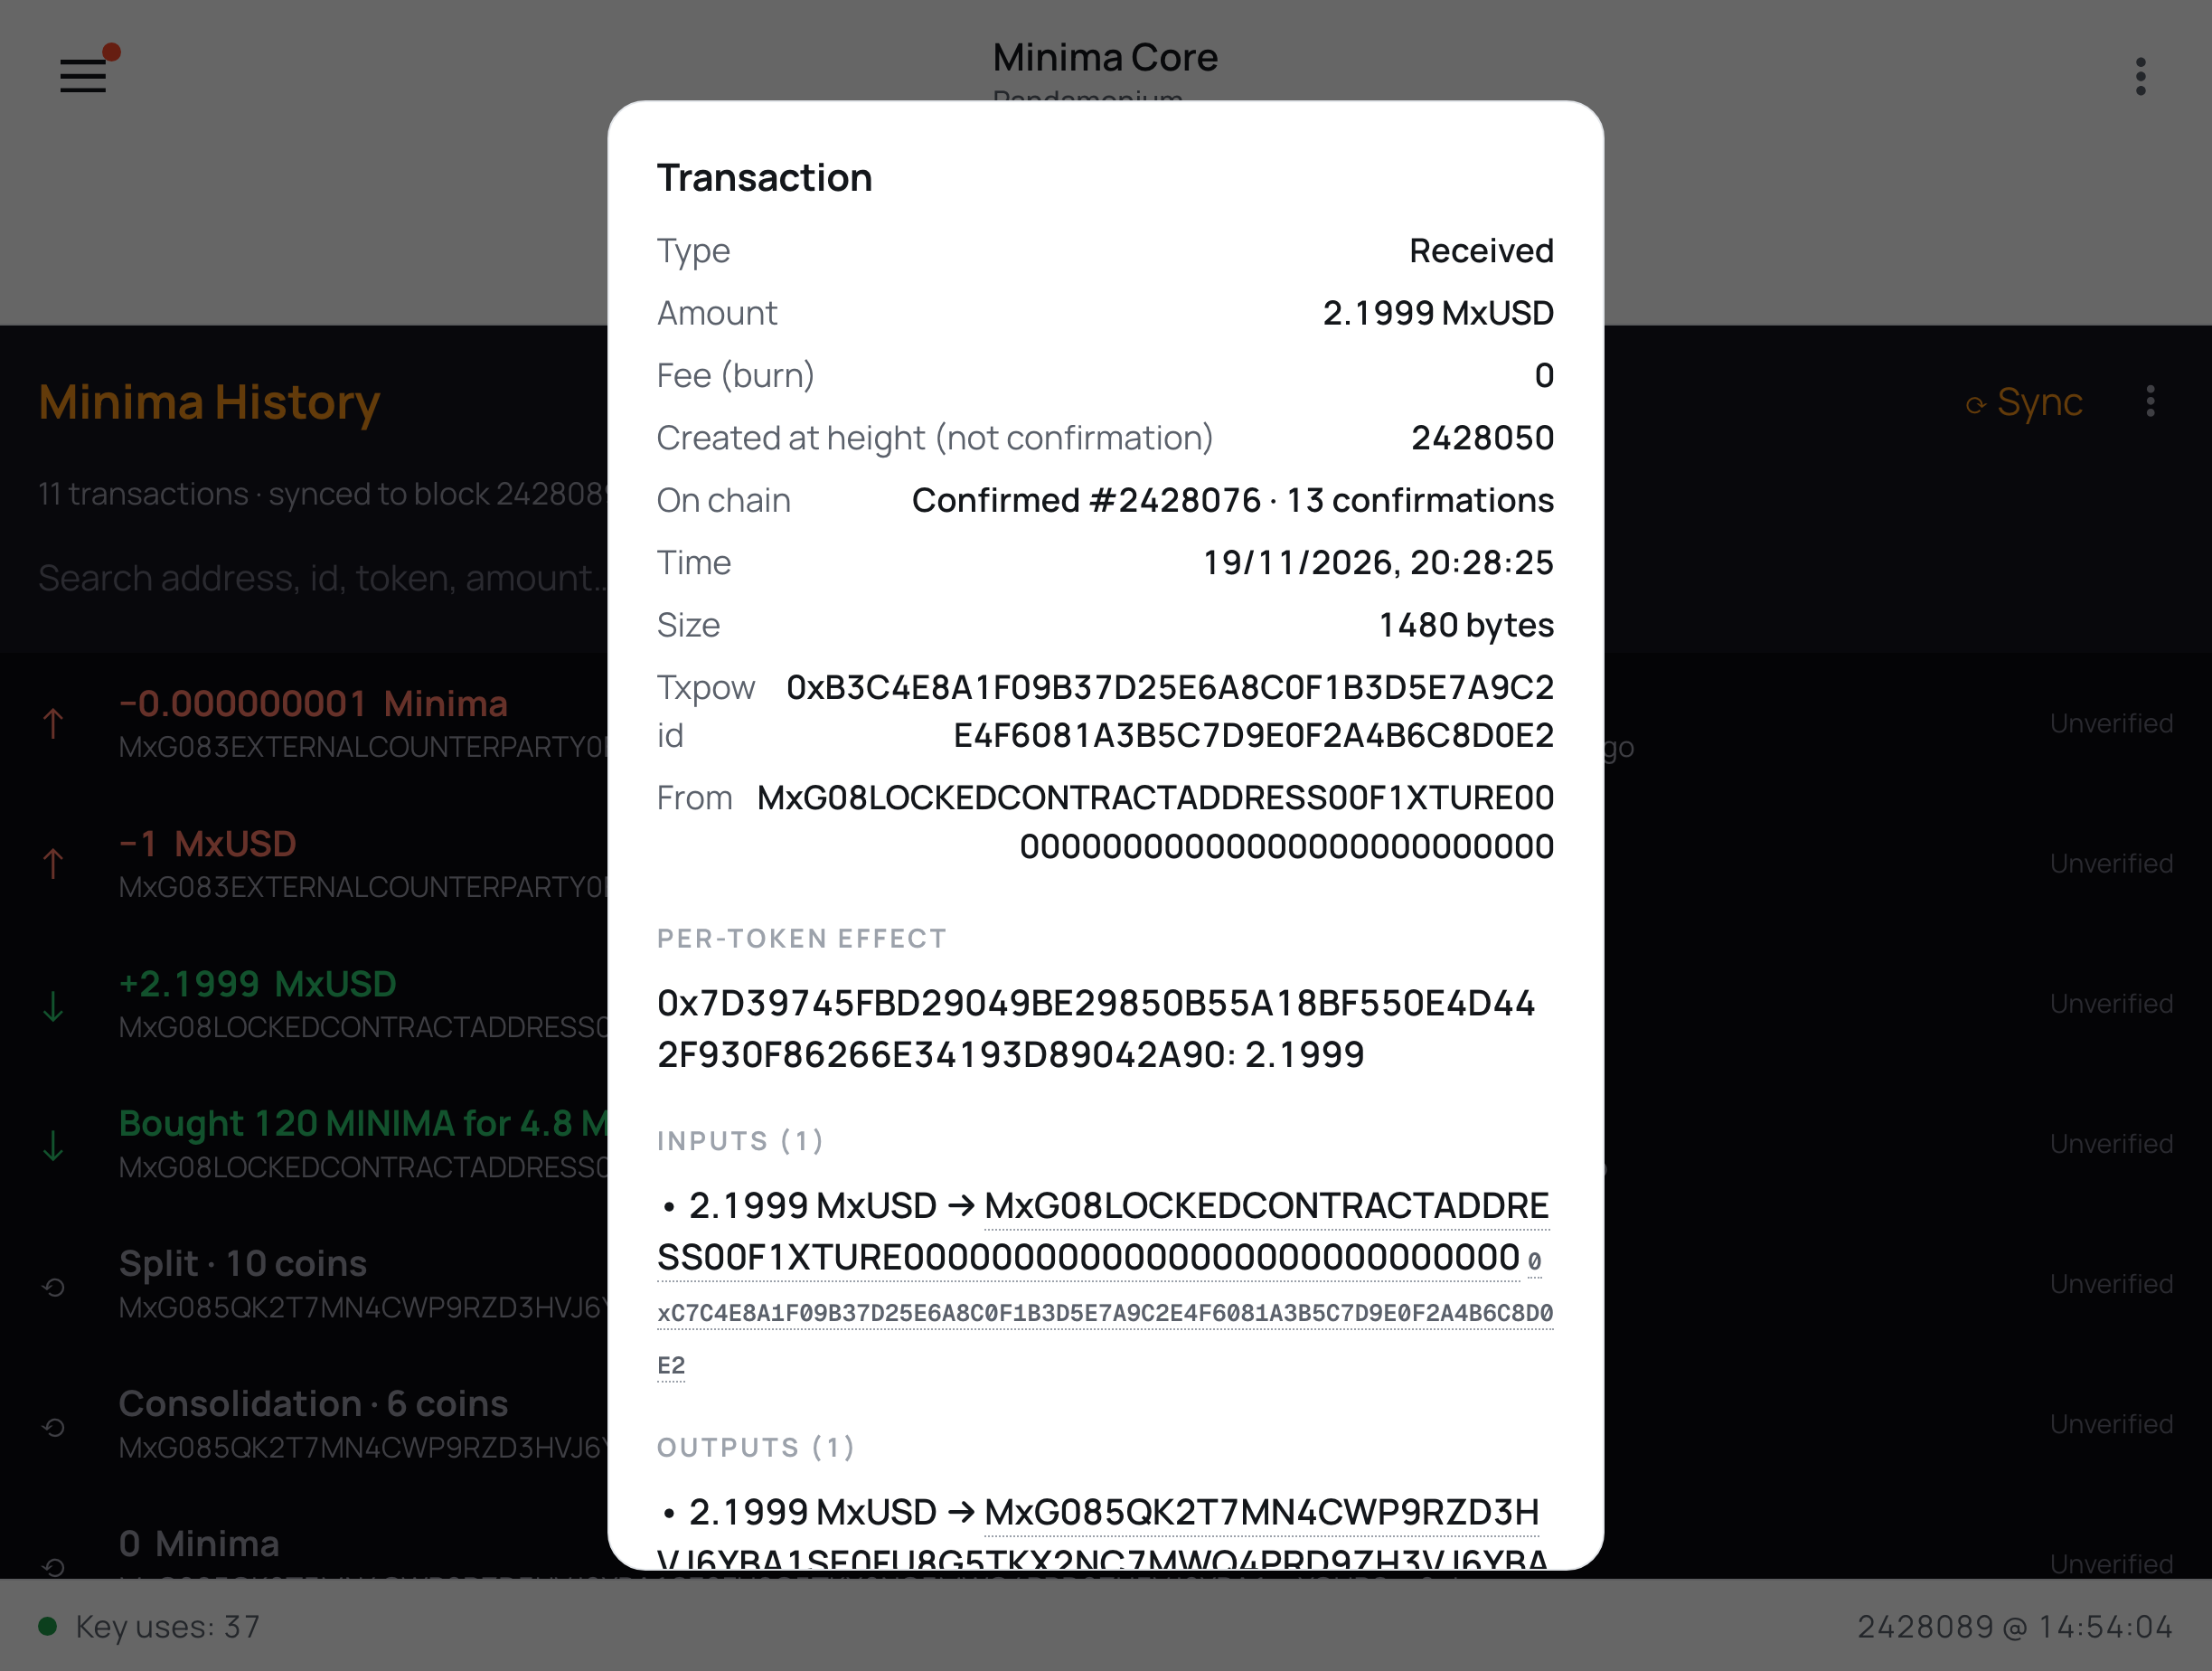 Minima Core
Minima History
⟳ Sync
11 transactions · synced to block 242808
Search address, id, token, amount...
−0.000000001 Minima
MxG083EXTERNALCOUNTERPARTY0
Unverified
go
−1 MxUSD
MxG083EXTERNALCOUNTERPARTY0
Unverified
+2.1999 MxUSD
MxG08LOCKEDCONTRACTADDRESS0
Unverified
Bought 120 MINIMA for 4.8 M
MxG08LOCKEDCONTRACTADDRESS0
Unverified
Split · 10 coins
MxG085QK2T7MN4CWP9RZD3HVJ6Y
Unverified
Consolidation · 6 coins
MxG085QK2T7MN4CWP9RZD3HVJ6Y
Unverified
0 Minima
Unverified
Transaction
Type Received
Amount 2.1999 MxUSD
Fee (burn) 0
Created at height (not confirmation) 2428050
On chain Confirmed #2428076 · 13 confirmations
Time 19/11/2026, 20:28:25
Size 1480 bytes
Txpow 0xB3C4E8A1F09B37D25E6A8C0F1B3D5E7A9C2
id E4F6081A3B5C7D9E0F2A4B6C8D0E2
From MxG08LOCKEDCONTRACTADDRESS00F1XTURE00
00000000000000000000000000
PER-TOKEN EFFECT
0x7D39745FBD29049BE29850B55A18BF550E4D44
2F930F86266E34193D89042A90: 2.1999
INPUTS (1)
• 2.1999 MxUSD → MxG08LOCKEDCONTRACTADDRE
SS00F1XTURE0000000000000000000000000000 0
xC7C4E8A1F09B37D25E6A8C0F1B3D5E7A9C2E4F6081A3B5C7D9E0F2A4B6C8D0
E2
OUTPUTS (1)
• 2.1999 MxUSD → MxG085QK2T7MN4CWP9RZD3H
VJ6YBA1SE0FU8G5TKX2NC7MWQ4PRD9ZH3VJ6YBA
Key uses: 37
2428089 @ 14:54:04